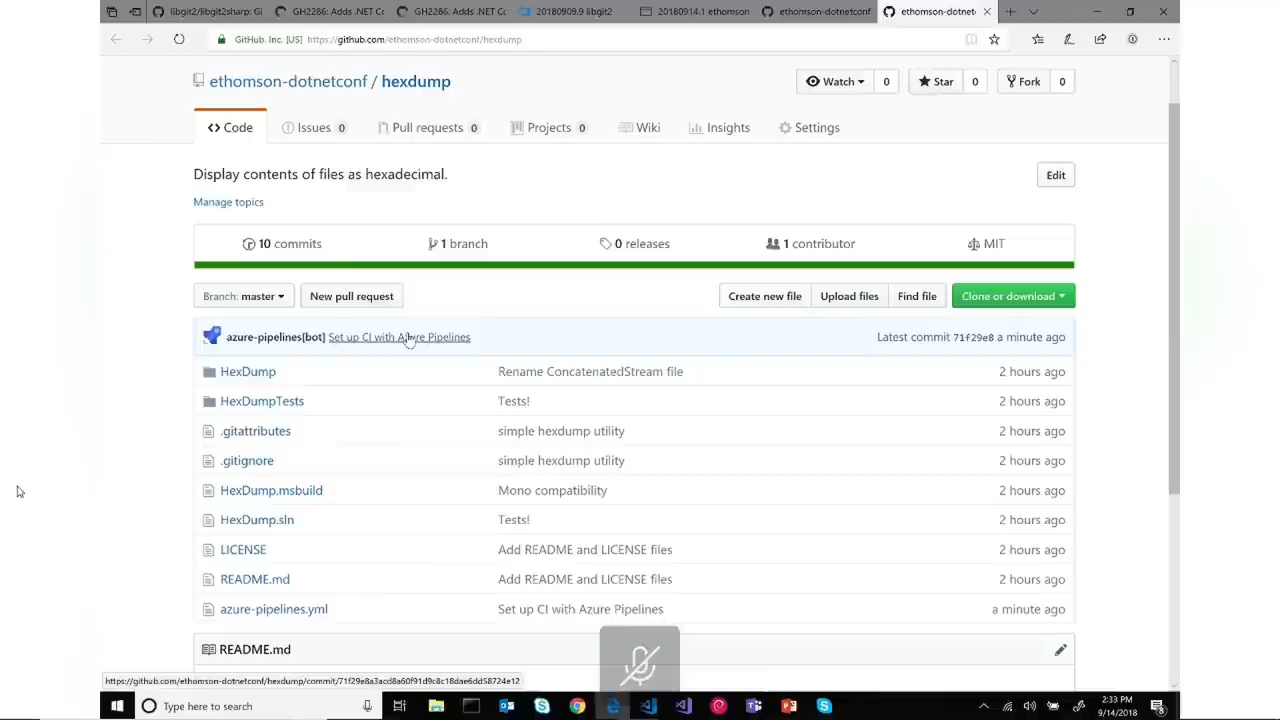 libgit2/libgit2sharp: Gi
GH2286: Adds .NET Cc
GH2286: Adds .NET Cc
20180909.9 libgit2
20180914.1 ethomson
ethomson-dotnetconf
ethomson-dotnet
GitHub, Inc. [US] https://github.com/ethomson-dotnetconf/hexdump
ethomson-dotnetconf / hexdump
Watch 0 Star 0 Fork 0
Code Issues 0 Pull requests 0 Projects 0 Wiki Insights Settings
Display contents of files as hexadecimal. Edit
Manage topics
10 commits 1 branch 0 releases 1 contributor MIT
Branch: master New pull request Create new file Upload files Find file Clone or download
azure-pipelines[bot] Set up CI with Azure Pipelines Latest commit 71f29e8 a minute ago
HexDump Rename ConcatenatedStream file 2 hours ago
HexDumpTests Tests! 2 hours ago
.gitattributes simple hexdump utility 2 hours ago
.gitignore simple hexdump utility 2 hours ago
HexDump.msbuild Mono compatibility 2 hours ago
HexDump.sln Tests! 2 hours ago
LICENSE Add README and LICENSE files 2 hours ago
README.md Add README and LICENSE files 2 hours ago
azure-pipelines.yml Set up CI with Azure Pipelines a minute ago
README.md
https://github.com/ethomson-dotnetconf/hexdump/commit/71f29e8a3acd8a60f91d9c8c18dae6dd58724e12
Type here to search
2:33 PM
9/14/2018